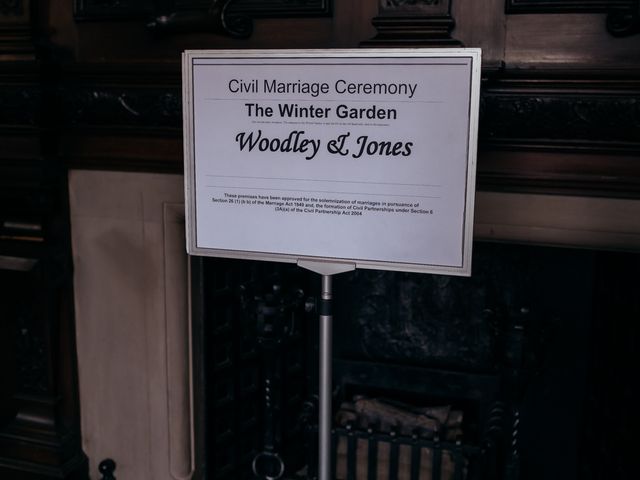 Civil Marriage Ceremony
The Winter Garden
Woodley & Jones
These premises have been approved for the solemnization of marriages in pursuance of
Section 26 (1) (b b) of the Marriage Act 1949 and, the formation of Civil Partnerships under Section 6
(3A)(a) of the Civil Partnership Act 2004